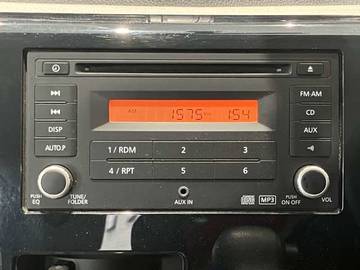 FM·AM
AM 1575 154
CD
DISP
AUX
AUTO.P
1 / RDM 2 3
4 / RPT 5 6
PUSH
EQ
TUNE/
FOLDER
AUX IN
MP3
PUSH
ON OFF
VOL